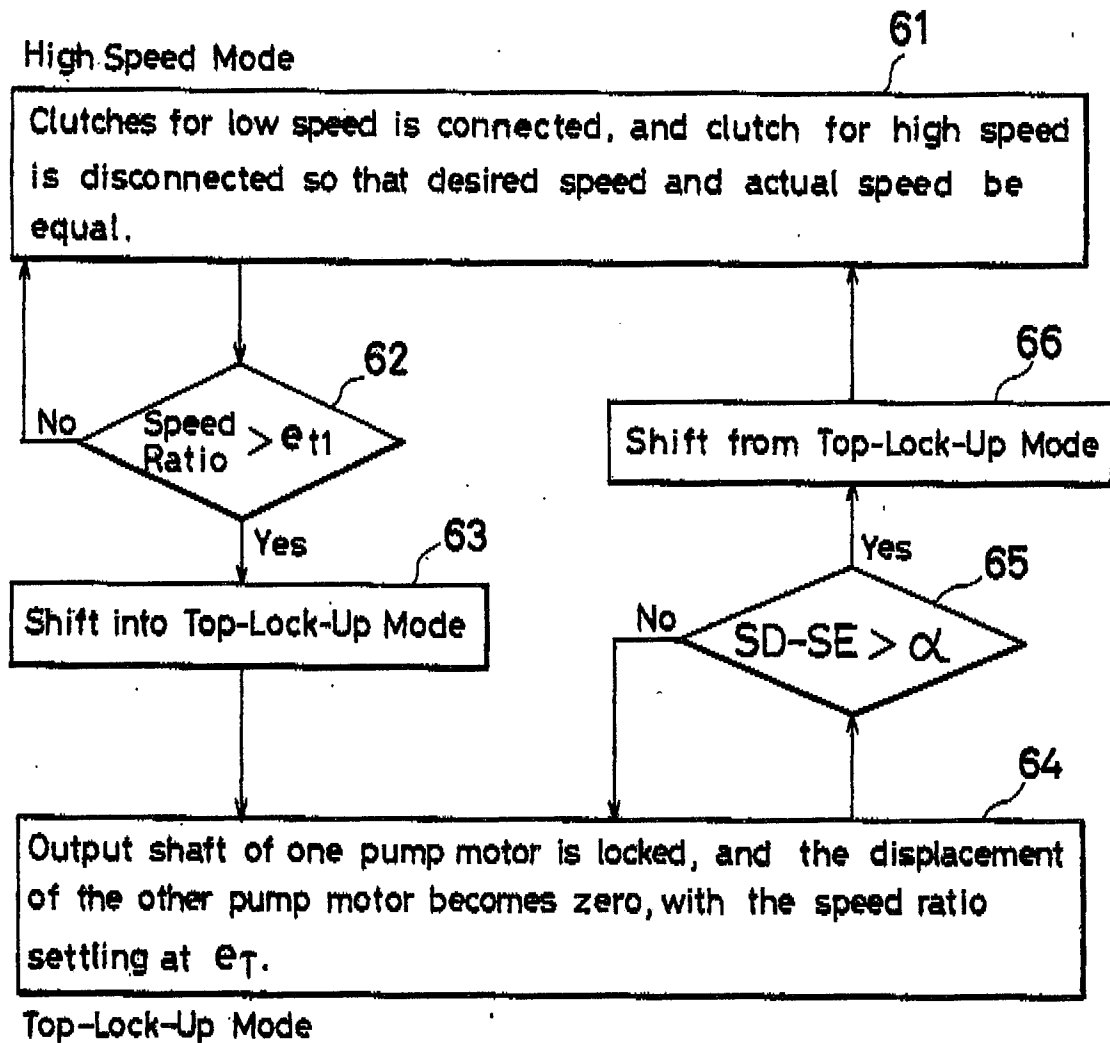 61
High Speed Mode
Clutches for low speed is connected, and clutch for high speed
is disconnected so that desired speed and actual speed be
equal.
62
No
Speed
Ratio > et1
Yes
63
Shift into Top-Lock-Up Mode
66
Shift from Top-Lock-Up Mode
Yes
65
No
SD-SE > α
64
Output shaft of one pump motor is locked, and the displacement
of the other pump motor becomes zero, with the speed ratio
settling at eT.
Top-Lock-Up Mode